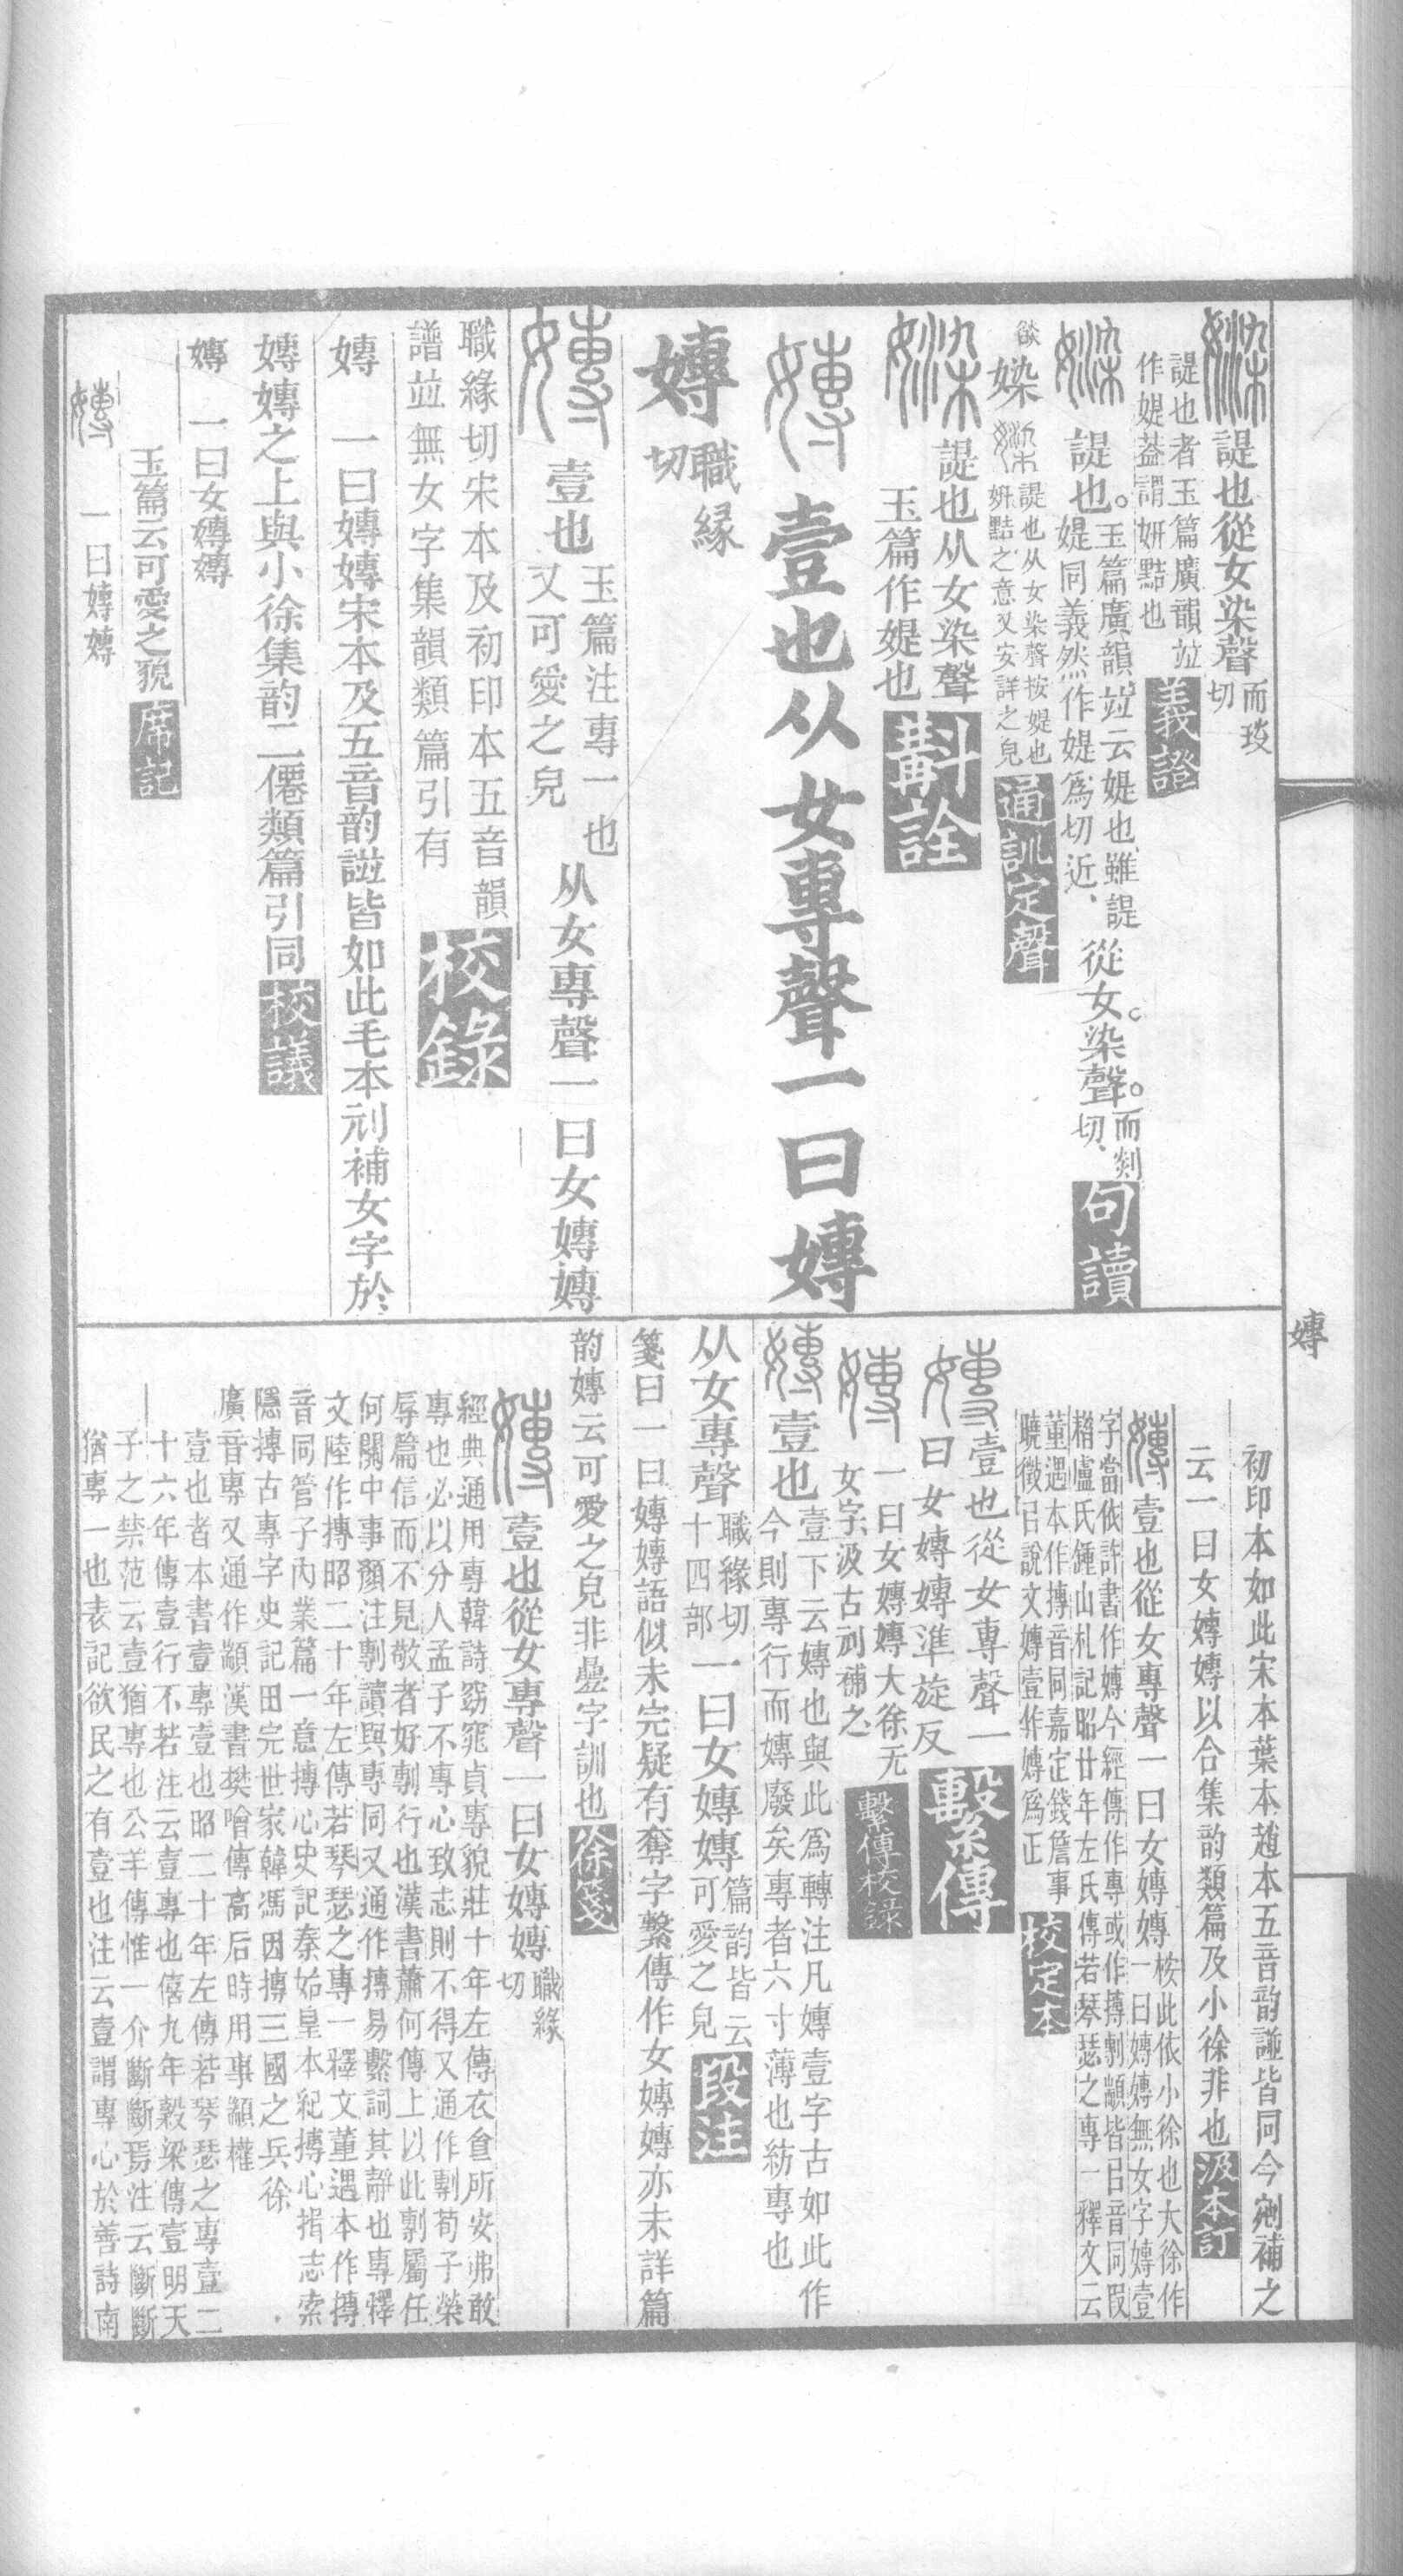 㜣 諟也從女染聲 而琰切
諟也者玉篇廣韻竝
作媞葢謂妍黠也 義證
㜣 諟也。玉篇廣韻竝云媞也雖諟
媞同義然作媞爲切近、從女。染聲。而剡切、句讀
㜣 諟也从女染聲按媞也
妍黠之意又安詳之皃 通訓定聲
㜣 諟也从女染聲
玉篇作媞也 斠詮
嫥 壹也从女專聲一曰嫥
嫥 職緣切
嫥 壹也 玉篇注專一也
又可愛之皃 从女專聲一曰女嫥嫥
職緣切宋本及初印本五音韻
譜竝無女字集韻類篇引有 校錄
嫥 一曰嫥嫥宋本及五音韵譜皆如此毛本刓補女字於
嫥嫥之上與小徐集韵二僊類篇引同 校議
嫥 一曰女嫥嫥
玉篇云可愛之貌 席記
嫥 一曰嫥嫥
嫥
初印本如此宋本葉本趙本五音韵譜皆同今剜補之
云一曰女嫥嫥以合集韵類篇及小徐非也 汲本訂
嫥 壹也從女專聲一曰女嫥嫥 桉此依小徐也大徐作
一曰嫥嫥無女字嫥壹
字當依許書作嫥今經傳作專或作摶剸顓皆㠯音同叚
楷盧氏鍾山札記昭廿年左氏傳若琴瑟之專一釋文云
董遇本作摶音同嘉定錢詹事
曉徵㠯說文嫥壹作嫥爲正 校定本
嫥 壹也從女專聲一
曰女嫥嫥準旋反 繫傳
嫥 一曰女嫥嫥大徐无
女字汲古刓補之 繫傳校錄
嫥 壹也 壹下云嫥也與此爲轉注凡嫥壹字古如此作
今則專行而嫥廢矣專者六寸薄也紡專也
从女專聲 職緣切
十四部 一曰女嫥嫥 篇韵皆云
可愛之皃 段注
箋曰一曰嫥嫥語似未完疑有奪字繫傳作女嫥嫥亦未詳篇
韵嫥云可愛之皃非疊字訓也 徐箋
嫥 壹也從女專聲一曰女嫥嫥 職緣切
經典通用專韓詩窈窕貞專貌莊十年左傳衣食所安弗敢
專也必以分人孟子不專心致志則不得又通作剸荀子榮
辱篇信而不見敬者好剸行也漢書蕭何傳上以此剸屬任
何關中事顏注剸讀與專同又通作摶易繫詞其靜也專釋
文陸作摶昭二十年左傳若琴瑟之專一釋文董遇本作摶
音同管子內業篇一意摶心史記秦始皇本紀摶心揖志索
隱摶古專字史記田完世家韓馮因摶三國之兵徐
廣音專又通作顓漢書樊噲傳高后時用事顓權
壹也者本書壹專壹也昭二十年左傳若琴瑟之專壹二
十六年傳壹行不若注云壹專也僖九年穀梁傳壹明天
子之禁范云壹猶專也公羊傳惟一介斷斷焉注云斷斷
猶專一也表記欲民之有壹也注云壹謂專心於善詩南